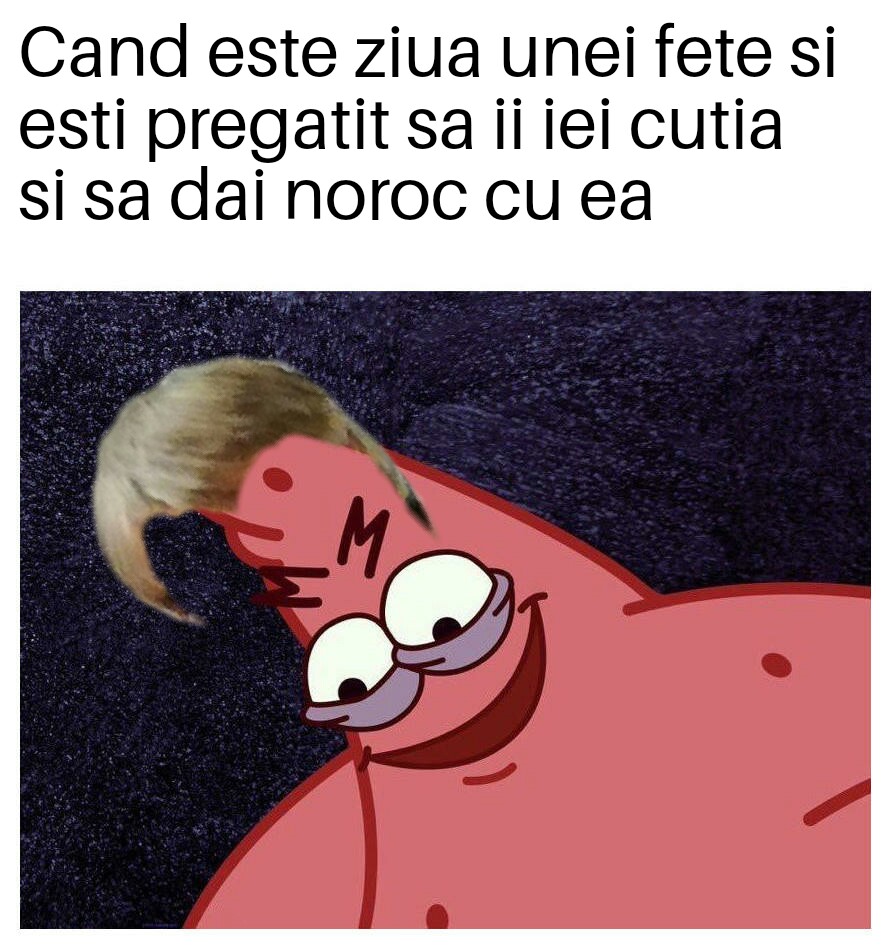 Cand este ziua unei fete si
esti pregatit sa ii iei cutia
si sa dai noroc cu ea